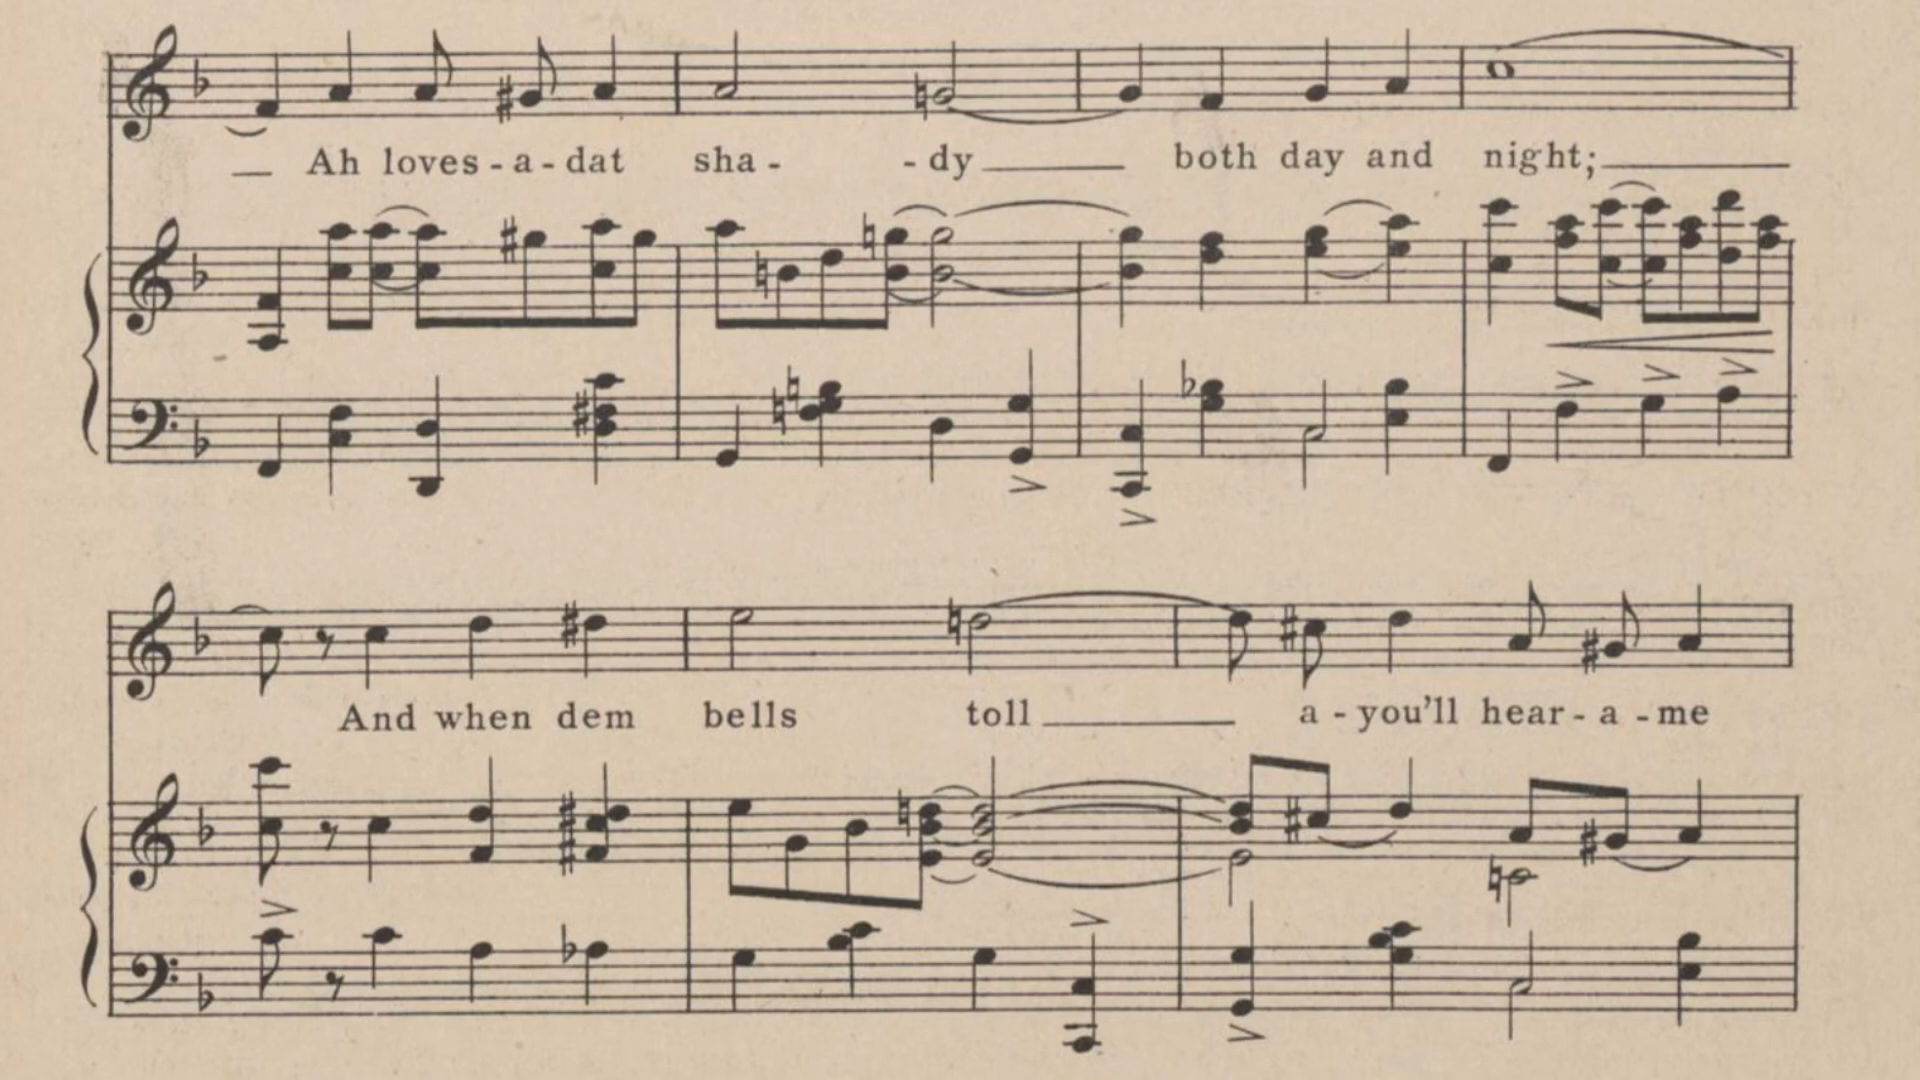 Ah loves - a - dat sha - - dy both day and night;
And when dem bells toll a - you'll hear - a - me